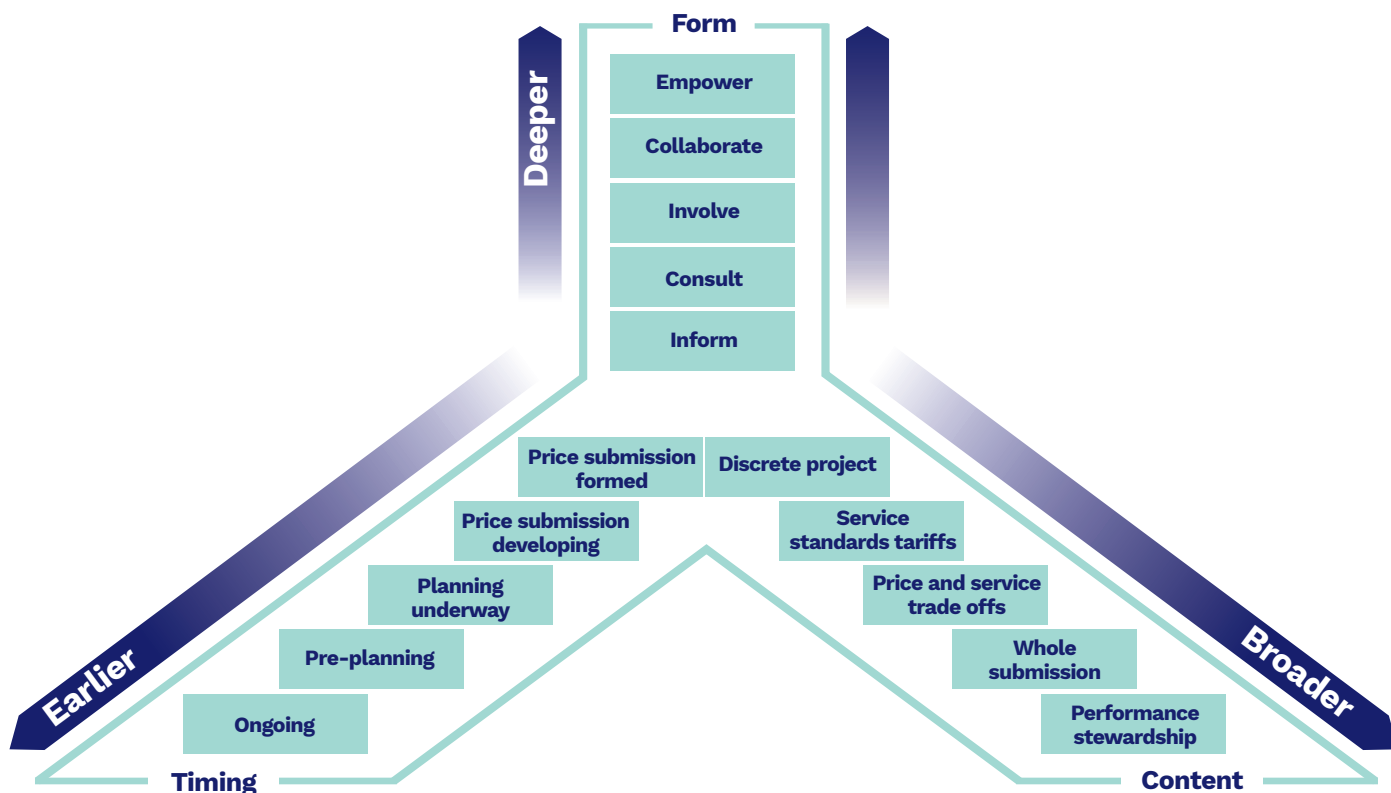 Form
Deeper
Empower
Collaborate
Involve
Consult
Inform
Price submission
formed
Discrete project
Price submission
developing
Service
standards tariffs
Planning
underway
Price and service
trade offs
Pre-planning
Whole
submission
Earlier
Broader
Ongoing
Performance
stewardship
Timing
Content